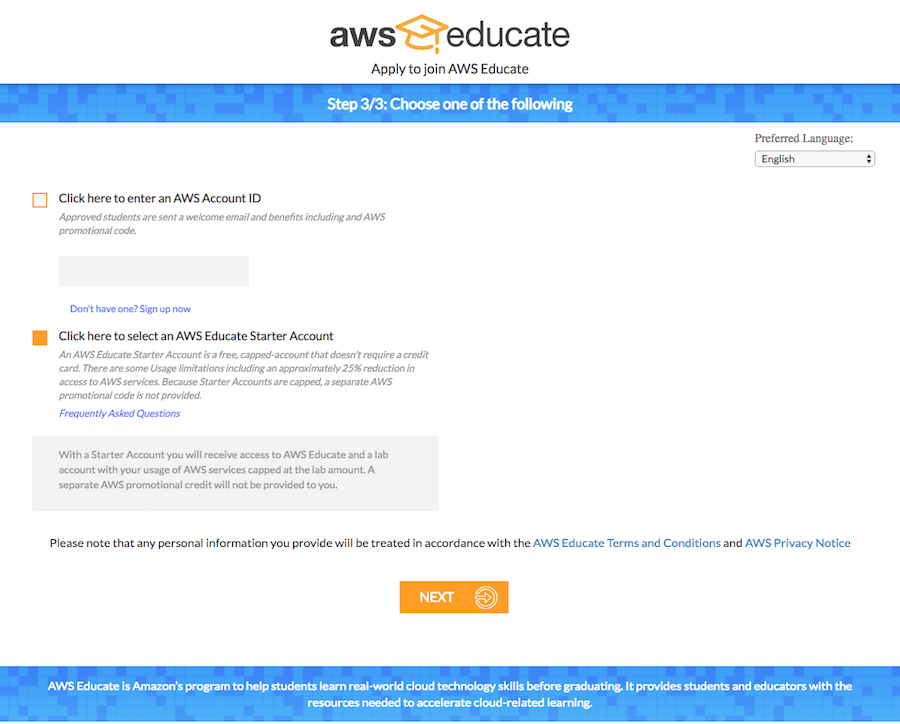 aws educate
Apply to join AWS Educate
Step 3/3: Choose one of the following
Preferred Language:
English
Click here to enter an AWS Account ID
Approved students are sent a welcome email and benefits including and AWS
promotional code.
Don't have one? Sign up now
Click here to select an AWS Educate Starter Account
An AWS Educate Starter Account is a free, capped-account that doesn't require a credit
card. There are some Usage limitations including an approximately 25% reduction in
access to AWS services. Because Starter Accounts are capped, a separate AWS
promotional code is not provided.
Frequently Asked Questions
With a Starter Account you will receive access to AWS Educate and a lab
account with your usage of AWS services capped at the lab amount. A
separate AWS promotional credit will not be provided to you.
Please note that any personal information you provide will be treated in accordance with the AWS Educate Terms and Conditions and AWS Privacy Notice
NEXT
AWS Educate is Amazon's program to help students learn real-world cloud technology skills before graduating. It provides students and educators with the
resources needed to accelerate cloud-related learning.